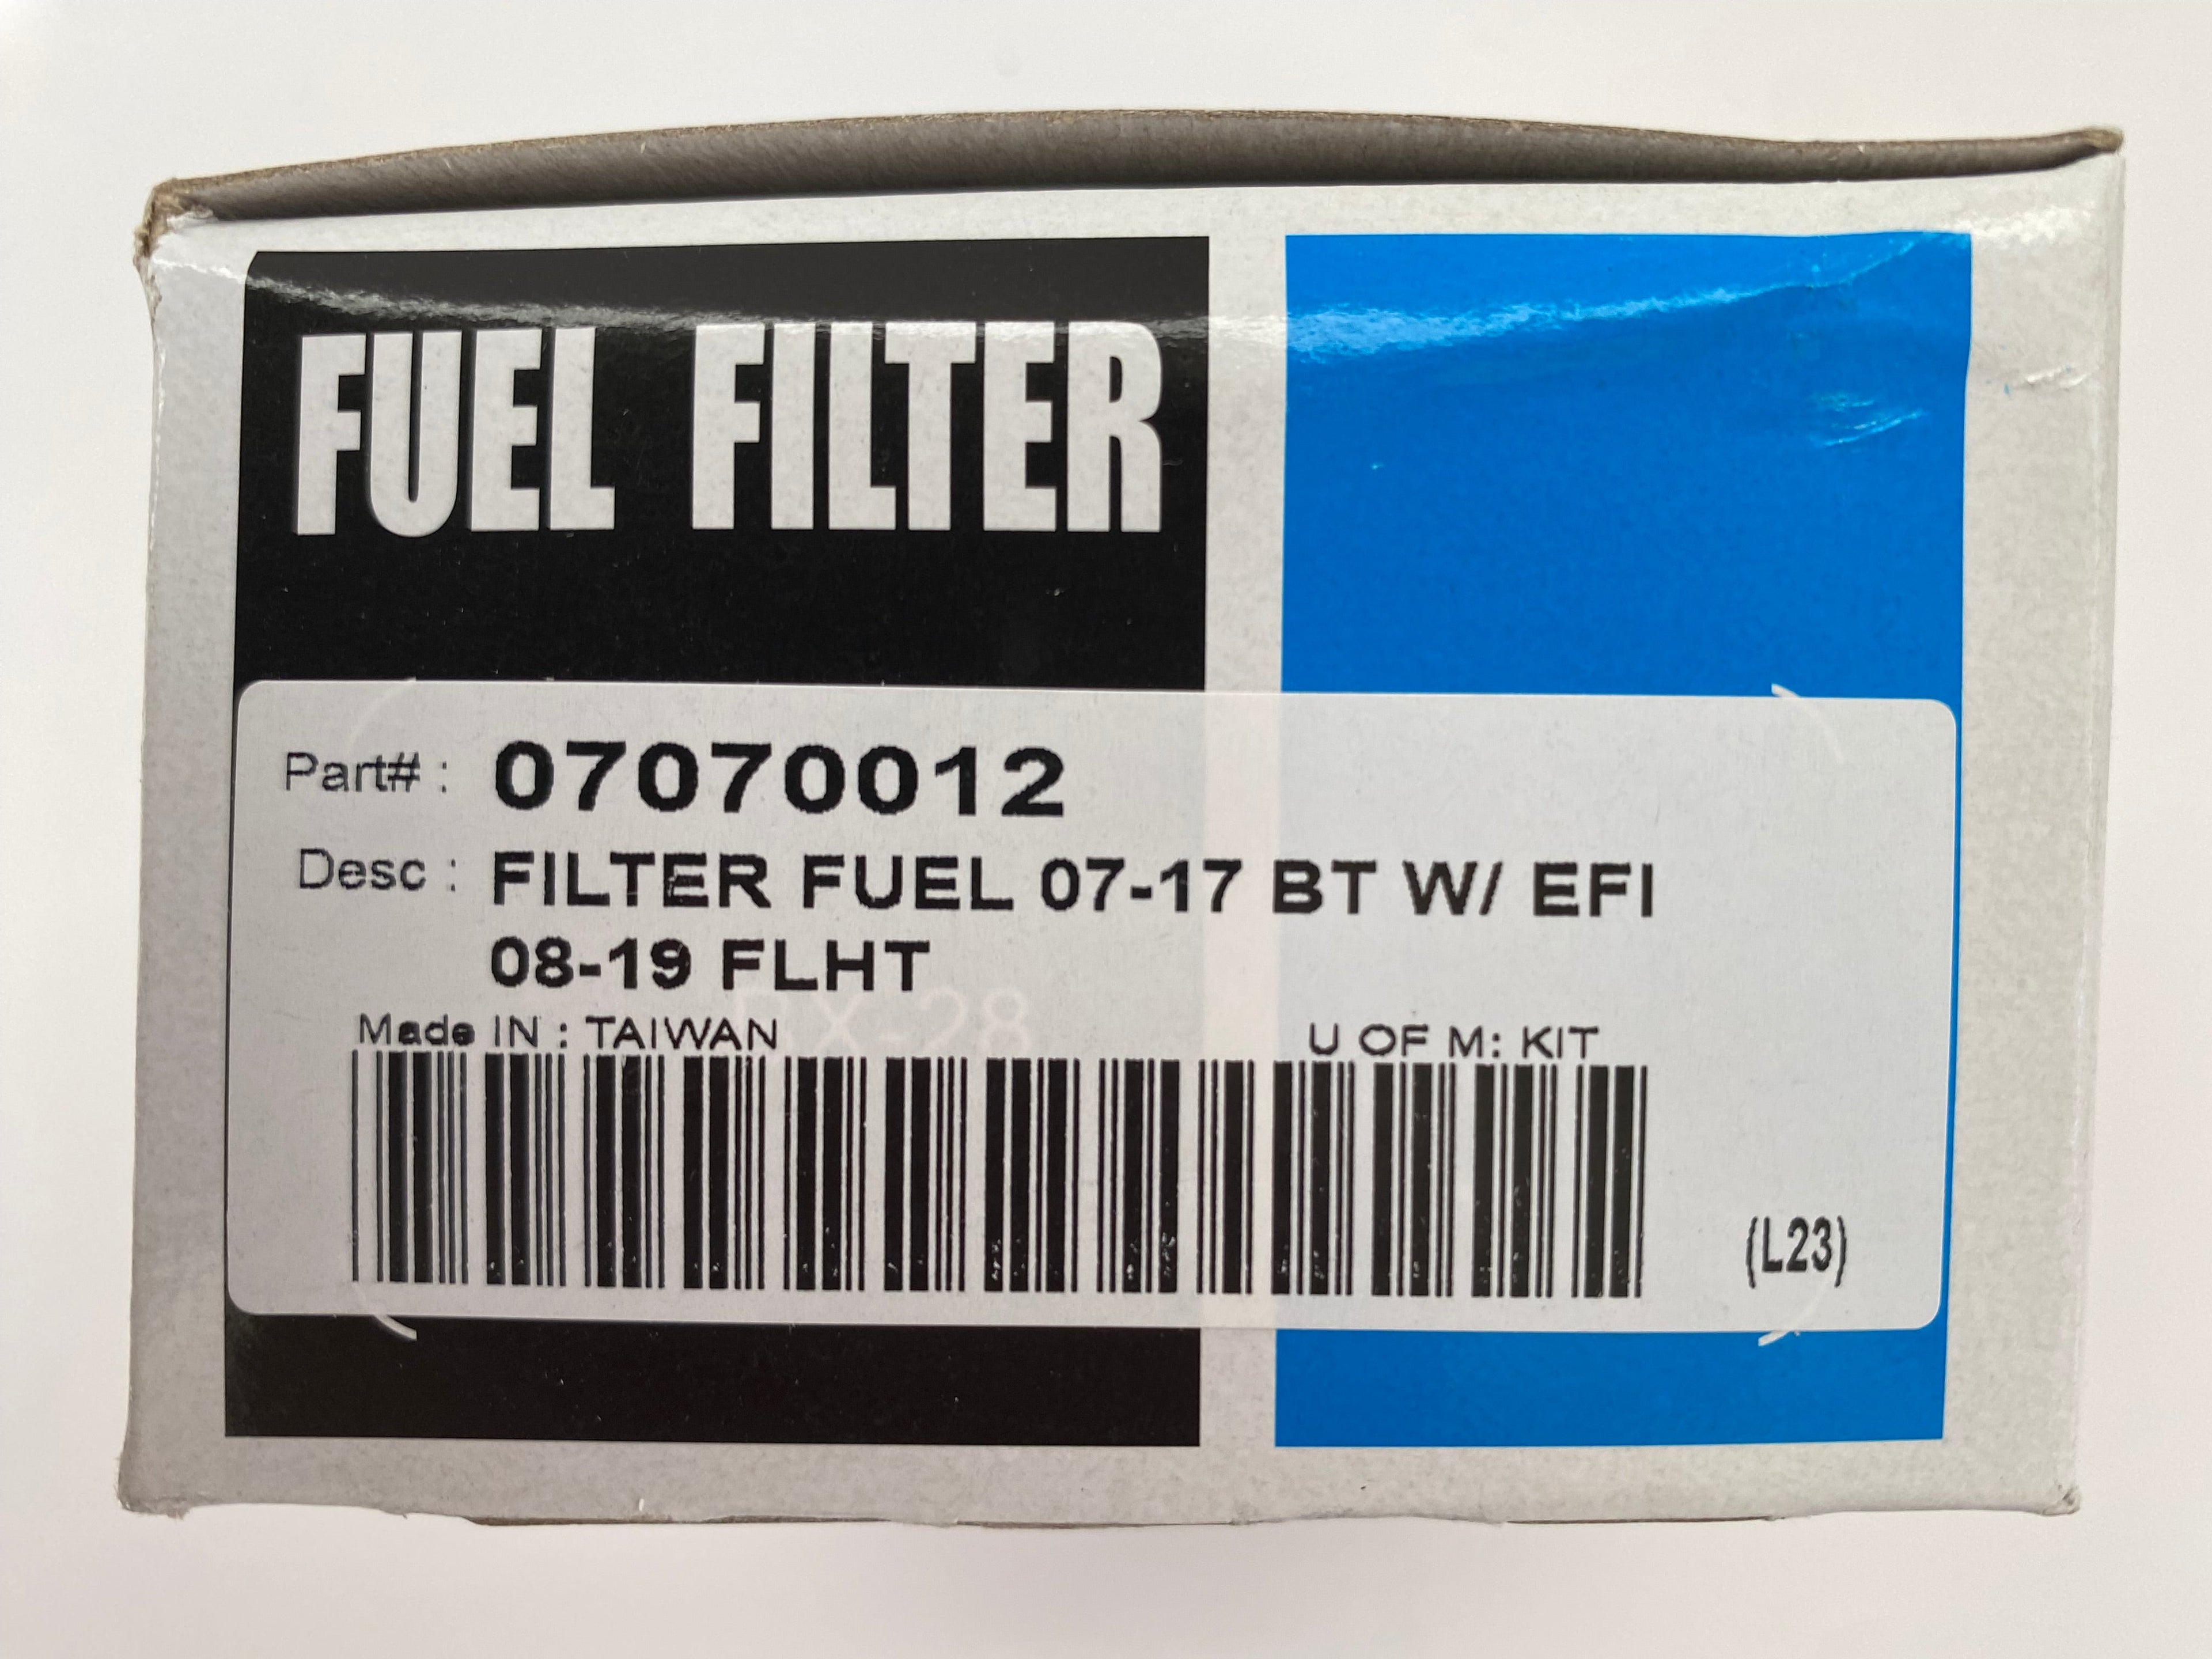 FUEL FILTER
Part# : 07070012
Desc : FILTER FUEL 07-17 BT W/ EFI
08-19 FLHT
Made IN : TAIWAN U OF M: KIT
(L23)